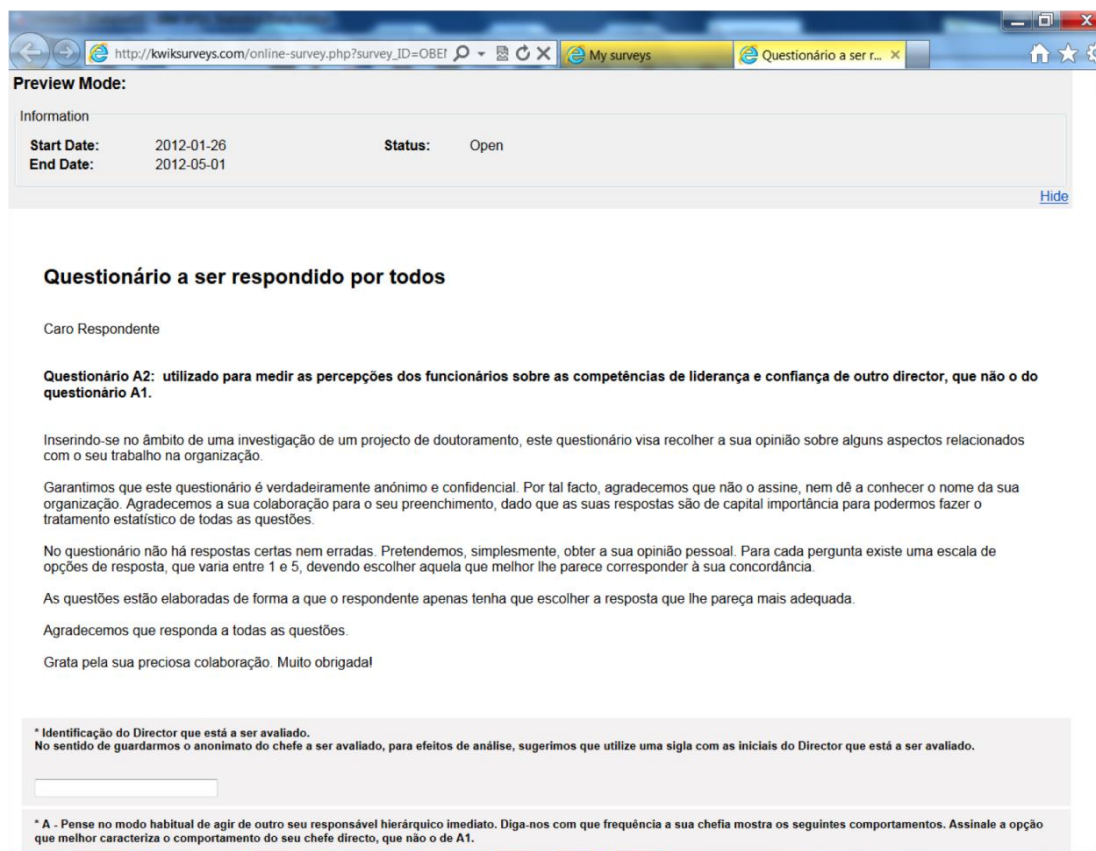 http://kwiksurveys.com/online-survey.php?survey_ID=OBEI
My surveys
Questionário a ser r...
Preview Mode:
Information
Start Date: 2012-01-26 Status: Open
End Date: 2012-05-01
Hide
Questionário a ser respondido por todos
Caro Respondente
Questionário A2: utilizado para medir as percepções dos funcionários sobre as competências de liderança e confiança de outro director, que não o do
questionário A1.
Inserindo-se no âmbito de uma investigação de um projecto de doutoramento, este questionário visa recolher a sua opinião sobre alguns aspectos relacionados
com o seu trabalho na organização.
Garantimos que este questionário é verdadeiramente anónimo e confidencial. Por tal facto, agradecemos que não o assine, nem dê a conhecer o nome da sua
organização. Agradecemos a sua colaboração para o seu preenchimento, dado que as suas respostas são de capital importância para podermos fazer o
tratamento estatístico de todas as questões.
No questionário não há respostas certas nem erradas. Pretendemos, simplesmente, obter a sua opinião pessoal. Para cada pergunta existe uma escala de
opções de resposta, que varia entre 1 e 5, devendo escolher aquela que melhor lhe parece corresponder à sua concordância.
As questões estão elaboradas de forma a que o respondente apenas tenha que escolher a resposta que lhe pareça mais adequada.
Agradecemos que responda a todas as questões.
Grata pela sua preciosa colaboração. Muito obrigada!
* Identificação do Director que está a ser avaliado.
No sentido de guardarmos o anonimato do chefe a ser avaliado, para efeitos de análise, sugerimos que utilize uma sigla com as iniciais do Director que está a ser avaliado.
* A - Pense no modo habitual de agir de outro seu responsável hierárquico imediato. Diga-nos com que frequência a sua chefia mostra os seguintes comportamentos. Assinale a opção
que melhor caracteriza o comportamento do seu chefe directo, que não o de A1.